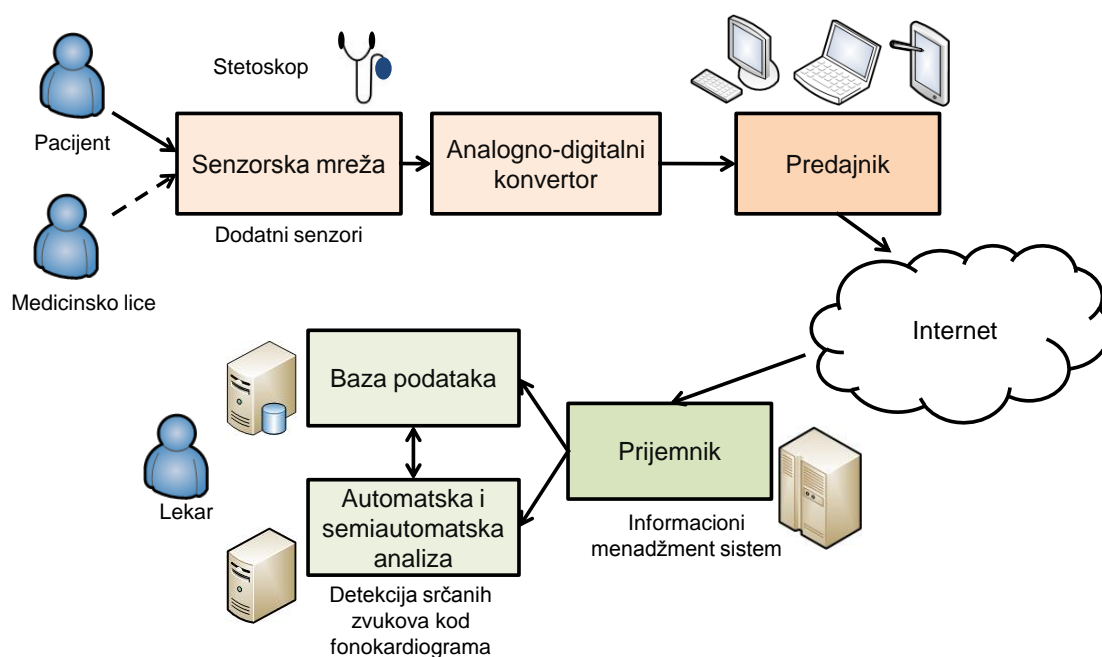 Stetoskop
Pacijent
Senzorska mreža
Analogno-digitalni
konvertor
Predajnik
Dodatni senzori
Medicinsko lice
Internet
Baza podataka
Prijemnik
Lekar
Automatska i
semiautomatska
analiza
Informacioni
menadžment sistem
Detekcija srčanih
zvukova kod
fonokardiograma